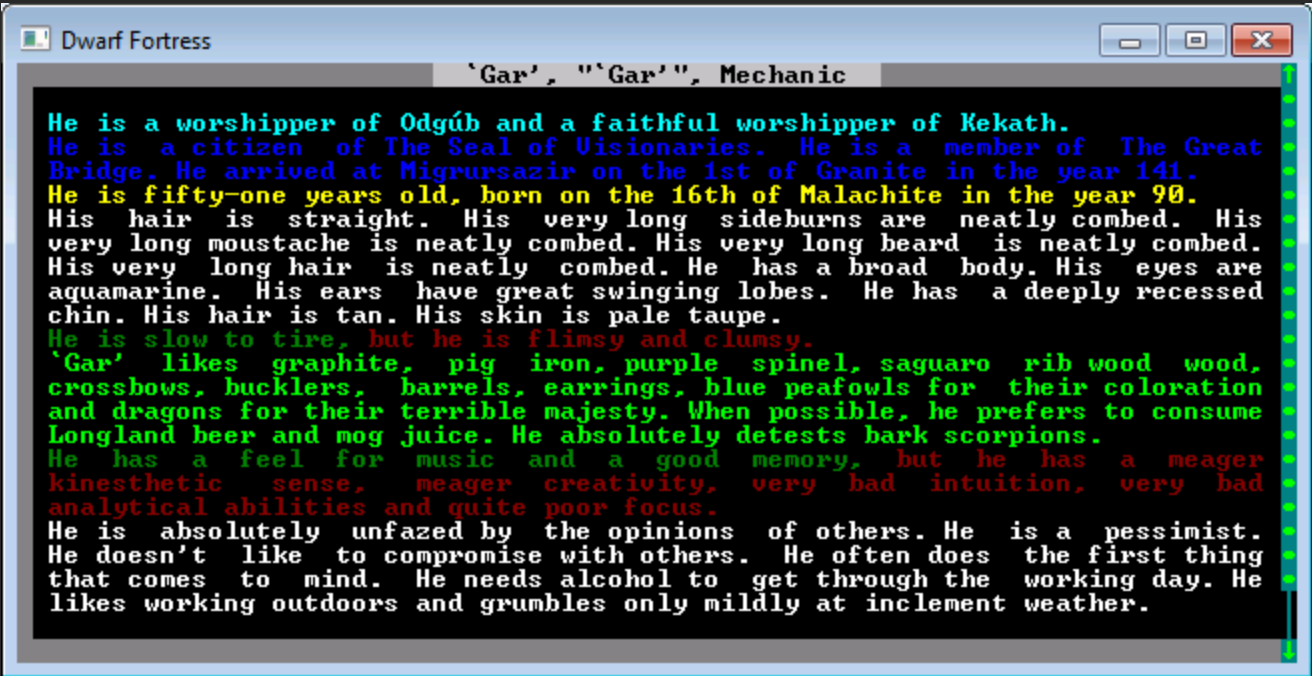 Dwarf Fortress
`Gar', "`Gar'", Mechanic
He is a worshipper of Odgúb and a faithful worshipper of Kekath.
He is a citizen of The Seal of Visionaries. He is a member of The Great
Bridge. He arrived at Migrursazir on the 1st of Granite in the year 141.
He is fifty-one years old, born on the 16th of Malachite in the year 90.
His hair is straight. His very long sideburns are neatly combed. His
very long moustache is neatly combed. His very long beard is neatly combed.
His very long hair is neatly combed. He has a broad body. His eyes are
aquamarine. His ears have great swinging lobes. He has a deeply recessed
chin. His hair is tan. His skin is pale taupe.
He is slow to tire, but he is flimsy and clumsy.
`Gar' likes graphite, pig iron, purple spinel, saguaro rib wood wood,
crossbows, bucklers, barrels, earrings, blue peafowls for their coloration
and dragons for their terrible majesty. When possible, he prefers to consume
Longland beer and mog juice. He absolutely detests bark scorpions.
He has a feel for music and a good memory, but he has a meager
kinesthetic sense, meager creativity, very bad intuition, very bad
analytical abilities and quite poor focus.
He is absolutely unfazed by the opinions of others. He is a pessimist.
He doesn't like to compromise with others. He often does the first thing
that comes to mind. He needs alcohol to get through the working day. He
likes working outdoors and grumbles only mildly at inclement weather.